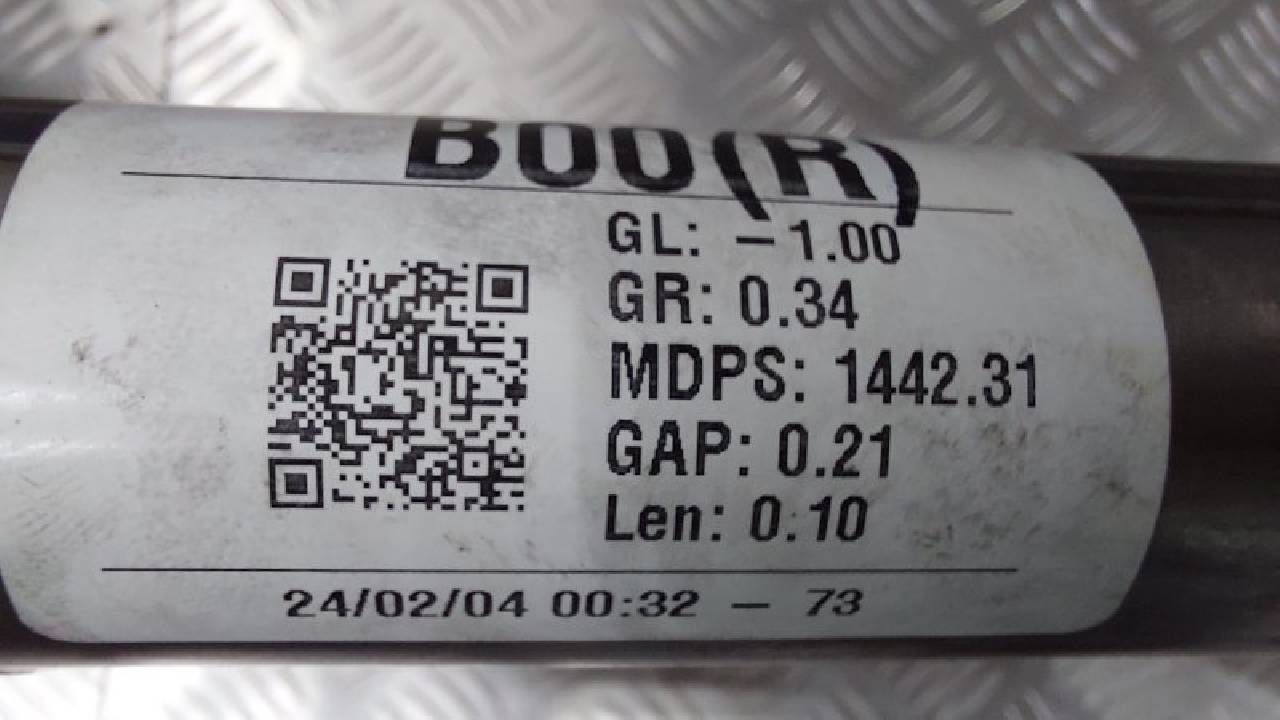 B00(R)
GL: -1.00
GR: 0.34
MDPS: 1442.31
GAP: 0.21
Len: 0.10
24/02/04 00:32 - 73